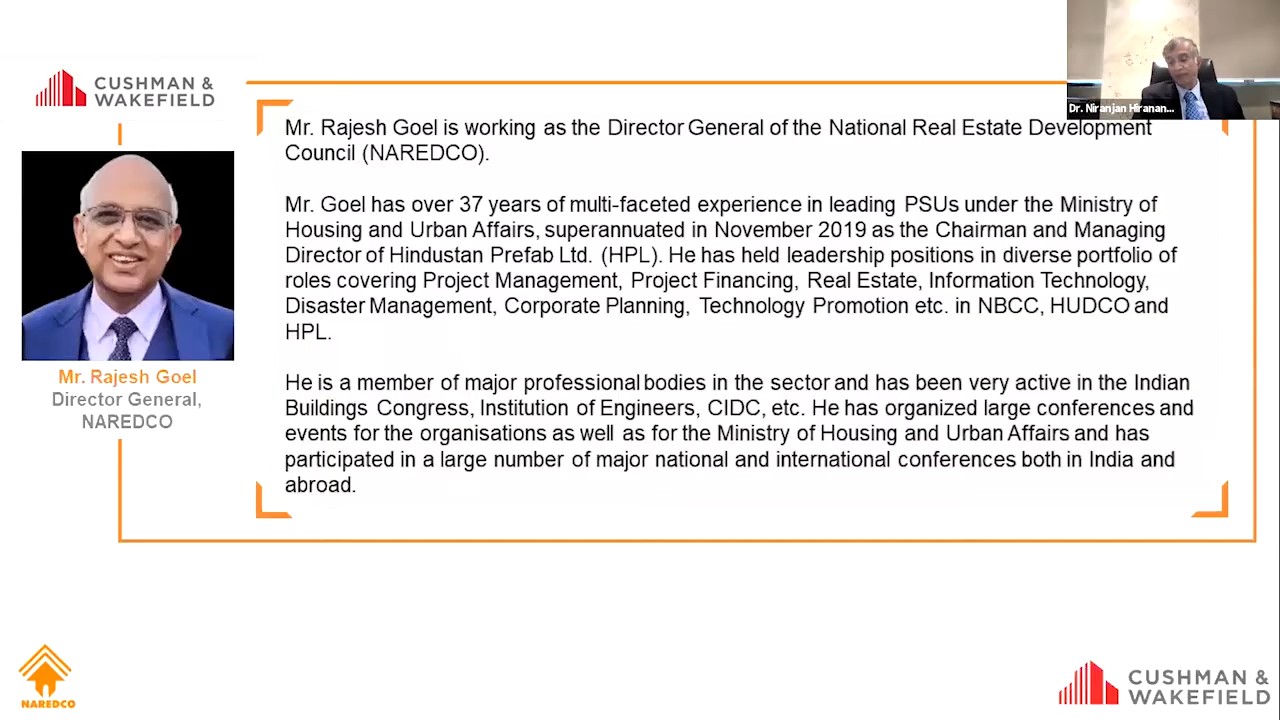 CUSHMAN &
WAKEFIELD
Dr. Niranjan Hiranan...
Mr. Rajesh Goel is working as the Director General of the National Real Estate Development
Council (NAREDCO).
Mr. Goel has over 37 years of multi-faceted experience in leading PSUs under the Ministry of
Housing and Urban Affairs, superannuated in November 2019 as the Chairman and Managing
Director of Hindustan Prefab Ltd. (HPL). He has held leadership positions in diverse portfolio of
roles covering Project Management, Project Financing, Real Estate, Information Technology,
Disaster Management, Corporate Planning, Technology Promotion etc. in NBCC, HUDCO and
HPL.
He is a member of major professional bodies in the sector and has been very active in the Indian
Buildings Congress, Institution of Engineers, CIDC, etc. He has organized large conferences and
events for the organisations as well as for the Ministry of Housing and Urban Affairs and has
participated in a large number of major national and international conferences both in India and
abroad.
Mr. Rajesh Goel
Director General,
NAREDCO
NAREDCO
CUSHMAN &
WAKEFIELD